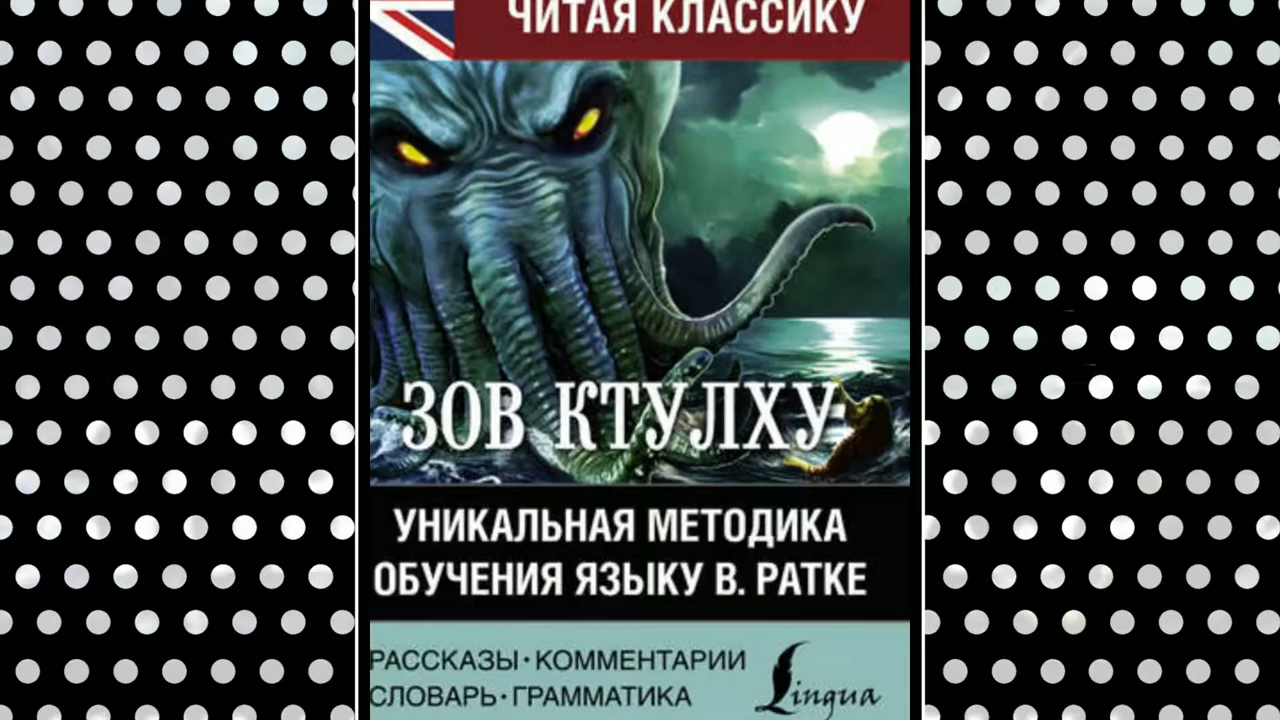 ЧИТАЯ КЛАССИКУ
ЗОВ КТУЛХУ
УНИКАЛЬНАЯ МЕТОДИКА
ОБУЧЕНИЯ ЯЗЫКУ В. РАТКЕ
РАССКАЗЫ·КОММЕНТАРИИ
СЛОВАРЬ·ГРАММАТИКА
Lingua